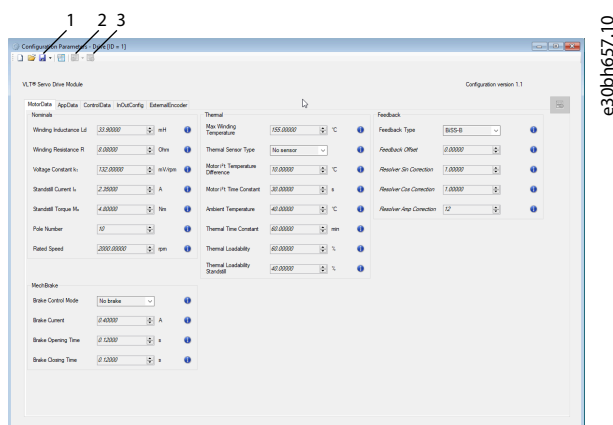 1 2 3
e30bh657.10
Configuration Parameters - Drive [ID = 1]
VLT® Servo Drive Module
Configuration version 1.1
MotorData AppData ControlData InOutConfig ExternalEncoder
Nominals
Winding Inductance Ld 33.90000 mH
Winding Resistance R 8.00000 Ohm
Voltage Constant kₜ 132.00000 mV/rpm
Standstill Current I₀ 2.35000 A
Standstill Torque M₀ 4.80000 Nm
Pole Number 10
Rated Speed 2000.00000 rpm
Thermal
Max Winding
Temperature 155.00000 °C
Thermal Sensor Type No sensor
Motor I²t Temperature
Difference 10.00000 °C
Motor I²t Time Constant 30.00000 s
Ambient Temperature 40.00000 °C
Thermal Time Constant 60.00000 min
Thermal Loadability 60.00000 %
Thermal Loadability
Standstill 40.00000 %
Feedback
Feedback Type BiSS-B
Feedback Offset 0.00000
Resolver Sin Correction 1.00000
Resolver Cos Correction 1.00000
Resolver Amp Correction 12
MechBrake
Brake Control Mode No brake
Brake Current 0.40000 A
Brake Opening Time 0.12000 s
Brake Closing Time 0.12000 s